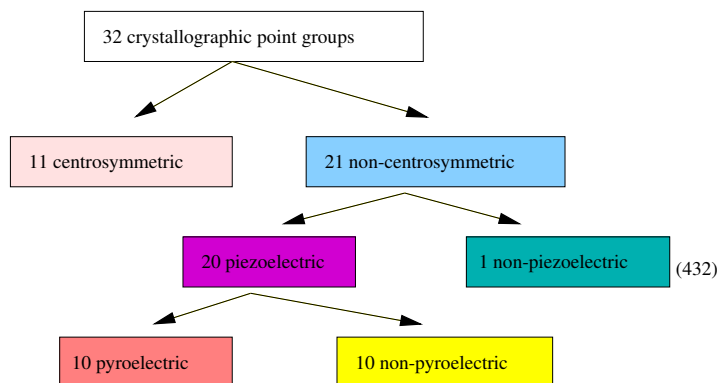 32 crystallographic point groups
11 centrosymmetric
21 non-centrosymmetric
20 piezoelectric
1 non-piezoelectric
(432)
10 pyroelectric
10 non-pyroelectric